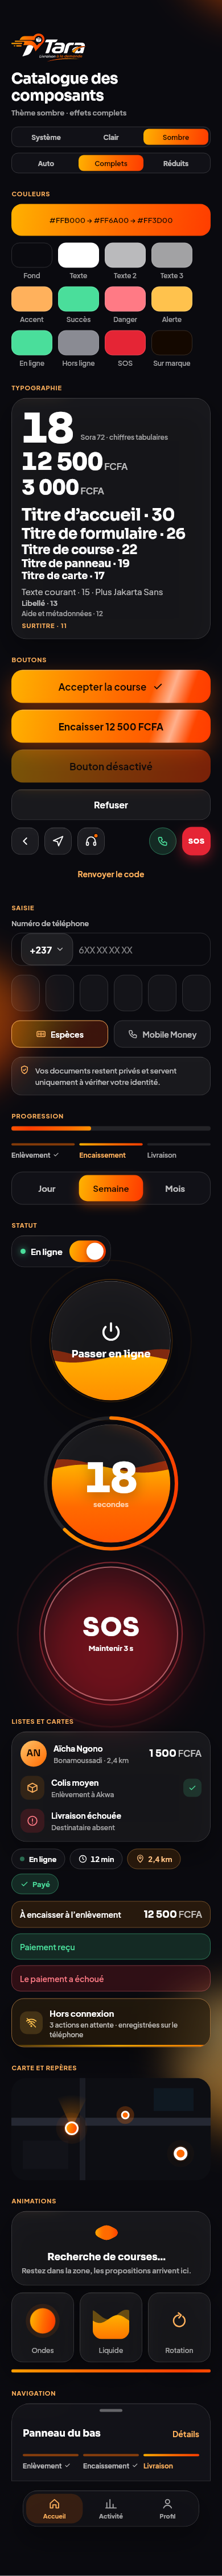 Tara
Livraison à la demande
Catalogue des
composants
Thème sombre · effets complets
Système Clair Sombre
Auto Complets Réduits
COULEURS
#FFB000 → #FF6A00 → #FF3D00
Fond Texte Texte 2 Texte 3
Accent Succès Danger Alerte
En ligne Hors ligne SOS Sur marque
TYPOGRAPHIE
18 Sora 72 · chiffres tabulaires
12 500 FCFA
3 000 FCFA
Titre d'accueil · 30
Titre de formulaire · 26
Titre de course · 22
Titre de panneau · 19
Titre de carte · 17
Texte courant · 15 · Plus Jakarta Sans
Libellé · 13
Aide et métadonnées · 12
SURTITRE · 11
BOUTONS
Accepter la course
Encaisser 12 500 FCFA
Bouton désactivé
Refuser
SOS
Renvoyer le code
SAISIE
Numéro de téléphone
+237 6XX XX XX XX
Espèces Mobile Money
Vos documents restent privés et servent
uniquement à vérifier votre identité.
PROGRESSION
Enlèvement Encaissement Livraison
Jour Semaine Mois
STATUT
En ligne
Passer en ligne
18
secondes
SOS
Maintenir 3 s
LISTES ET CARTES
AN Aïcha Ngono 1 500 FCFA
Bonamoussadi · 2,4 km
Colis moyen
Enlèvement à Akwa
Livraison échouée
Destinataire absent
En ligne 12 min 2,4 km
Payé
À encaisser à l'enlèvement 12 500 FCFA
Paiement reçu
Le paiement a échoué
Hors connexion
3 actions en attente · enregistrées sur le
téléphone
CARTE ET REPÈRES
ANIMATIONS
Recherche de courses…
Restez dans la zone, les propositions arrivent ici.
Ondes Liquide Rotation
NAVIGATION
Panneau du bas Détails
Enlèvement Encaissement Livraison
Accueil Activité Profil